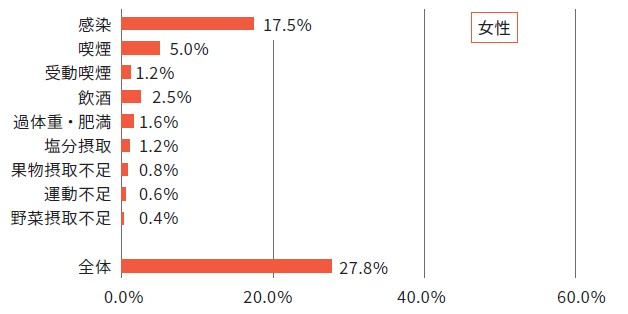 女性
感染 17.5%
喫煙 5.0%
受動喫煙 1.2%
飲酒 2.5%
過体重・肥満 1.6%
塩分摂取 1.2%
果物摂取不足 0.8%
運動不足 0.6%
野菜摂取不足 0.4%
全体 27.8%
0.0% 20.0% 40.0% 60.0%